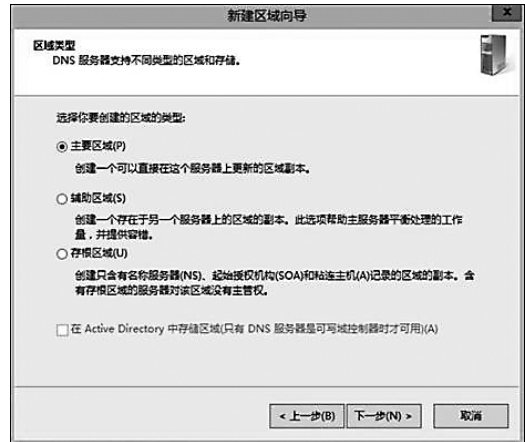 新建区域向导
x
区域类型
DNS 服务器支持不同类型的区域和存储。
选择你要创建的区域的类型:
主要区域(P)
创建一个可以直接在这个服务器上更新的区域副本。
辅助区域(S)
创建一个存在于另一个服务器上的区域的副本。此选项帮助主服务器平衡处理的工作
量，并提供容错。
存根区域(U)
创建只含有名称服务器(NS)、起始授权机构(SOA)和粘连主机(A)记录的区域的副本。含
有存根区域的服务器对该区域没有主管权。
在 Active Directory 中存储区域(只有 DNS 服务器是可写域控制器时才可用)(A)
< 上一步(B) 下一步(N) > 取消